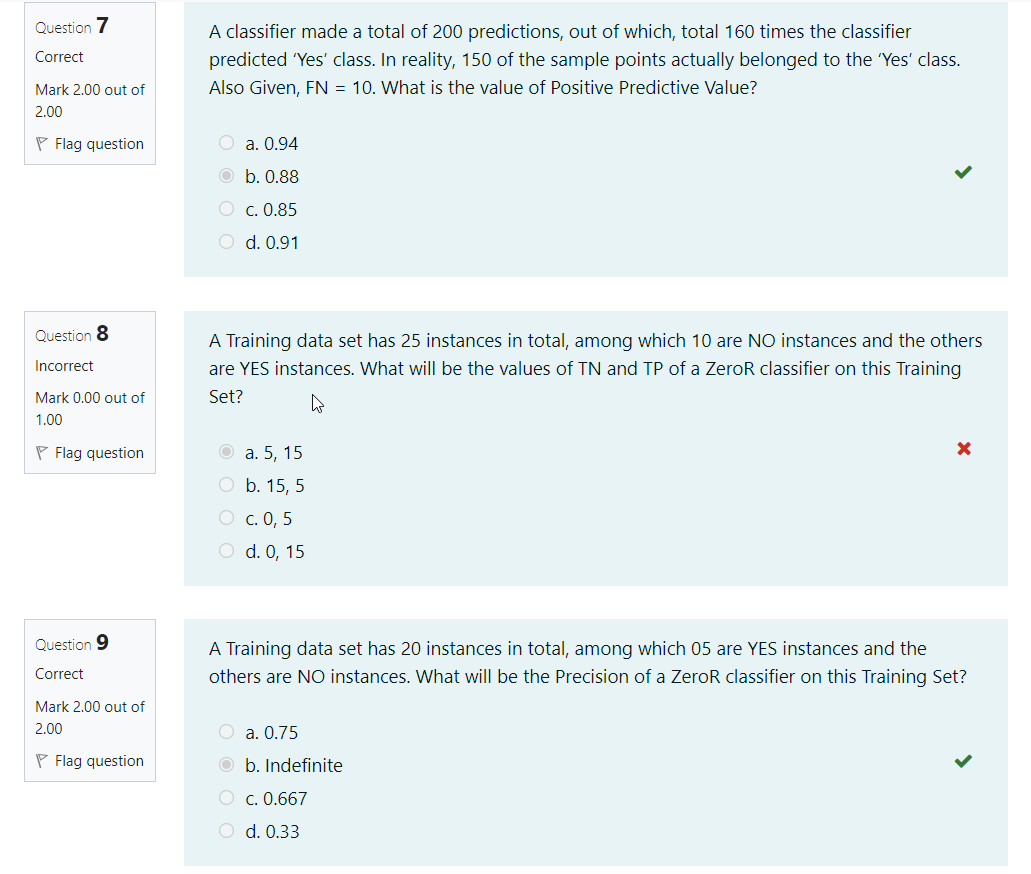 Question 7
Correct
Mark 2.00 out of
2.00
Flag question
A classifier made a total of 200 predictions, out of which, total 160 times the classifier
predicted ‘Yes’ class. In reality, 150 of the sample points actually belonged to the ‘Yes’ class.
Also Given, FN = 10. What is the value of Positive Predictive Value?
a. 0.94
b. 0.88
c. 0.85
d. 0.91
Question 8
Incorrect
Mark 0.00 out of
1.00
Flag question
A Training data set has 25 instances in total, among which 10 are NO instances and the others
are YES instances. What will be the values of TN and TP of a ZeroR classifier on this Training
Set?
a. 5, 15
b. 15, 5
c. 0, 5
d. 0, 15
Question 9
Correct
Mark 2.00 out of
2.00
Flag question
A Training data set has 20 instances in total, among which 05 are YES instances and the
others are NO instances. What will be the Precision of a ZeroR classifier on this Training Set?
a. 0.75
b. Indefinite
c. 0.667
d. 0.33